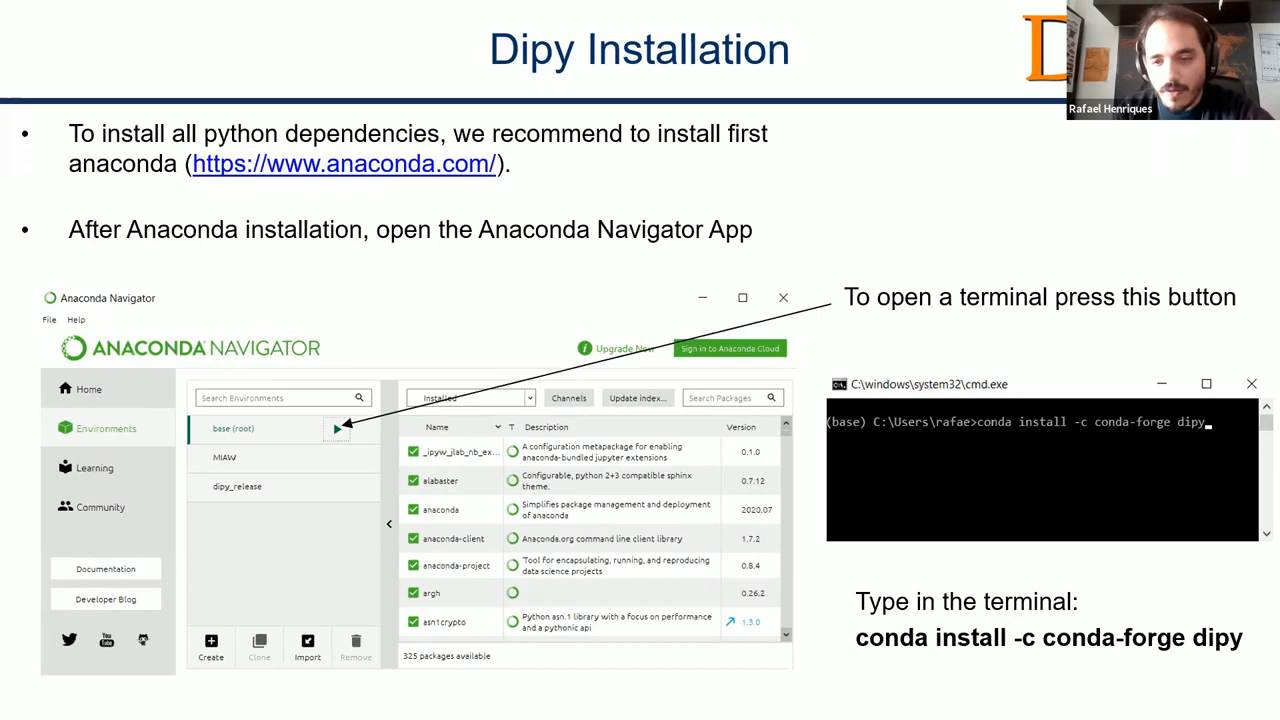 Dipy Installation
D
Rafael Henriques
• To install all python dependencies, we recommend to install first
anaconda (https://www.anaconda.com/).
• After Anaconda installation, open the Anaconda Navigator App
To open a terminal press this button
Anaconda Navigator
File Help
ANACONDA NAVIGATOR
Upgrade Now
Sign in to Anaconda Cloud
Home
Environments
Learning
Community
Documentation
Developer Blog
Search Environments
base (root)
MIAW
dipy_release
Create
Clone
Import
Remove
Installed
Channels
Update index...
Search Packages
Name T Description Version
_ipyw_jlab_nb_ex... A configuration metapackage for enabling
anaconda-bundled jupyter extensions 0.1.0
alabaster Configurable, python 2+3 compatible sphinx
theme. 0.7.12
anaconda Simplifies package management and deployment
of anaconda 2020.07
anaconda-client Anaconda.org command line client library 1.7.2
anaconda-project Tool for encapsulating, running, and reproducing
data science projects 0.8.4
argh 0.26.2
asn1crypto Python asn.1 library with a focus on performance
and a pythonic api 1.3.0
325 packages available
C:\windows\system32\cmd.exe
(base) C:\Users\rafae>conda install -c conda-forge dipy_
Type in the terminal:
conda install -c conda-forge dipy